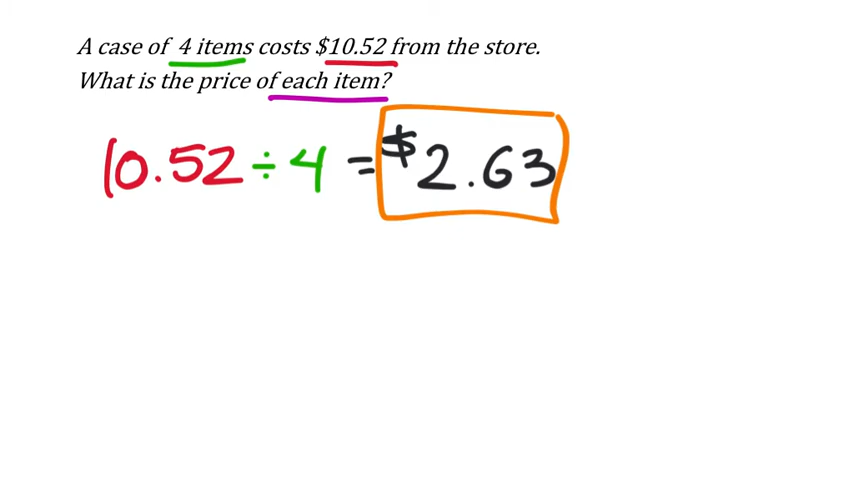 A case of 4 items costs $10.52 from the store.
What is the price of each item?
10.52 ÷ 4 = $2.63